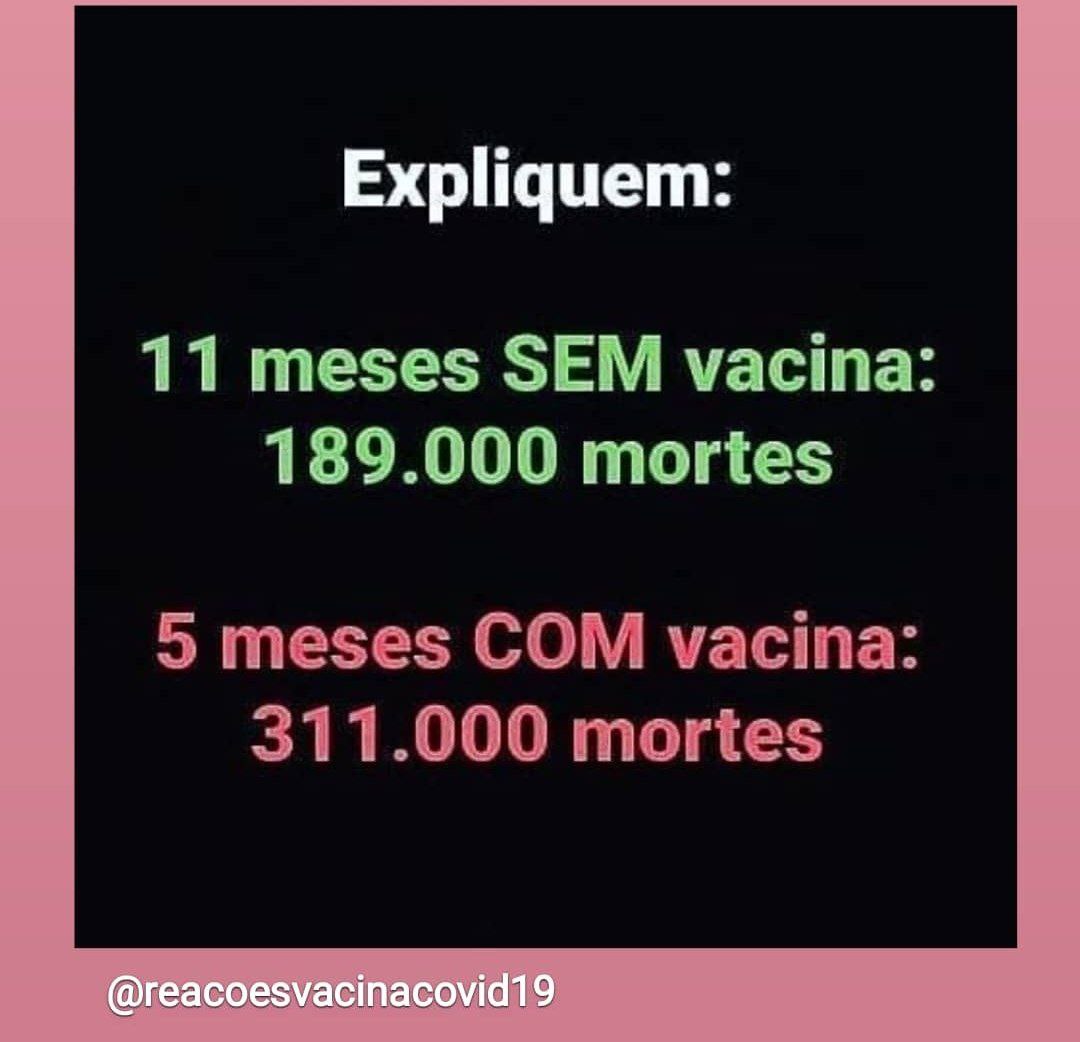 Expliquem:
11 meses SEM vacina:
189.000 mortes
5 meses COM vacina:
311.000 mortes
@reacoesvacinacovid19